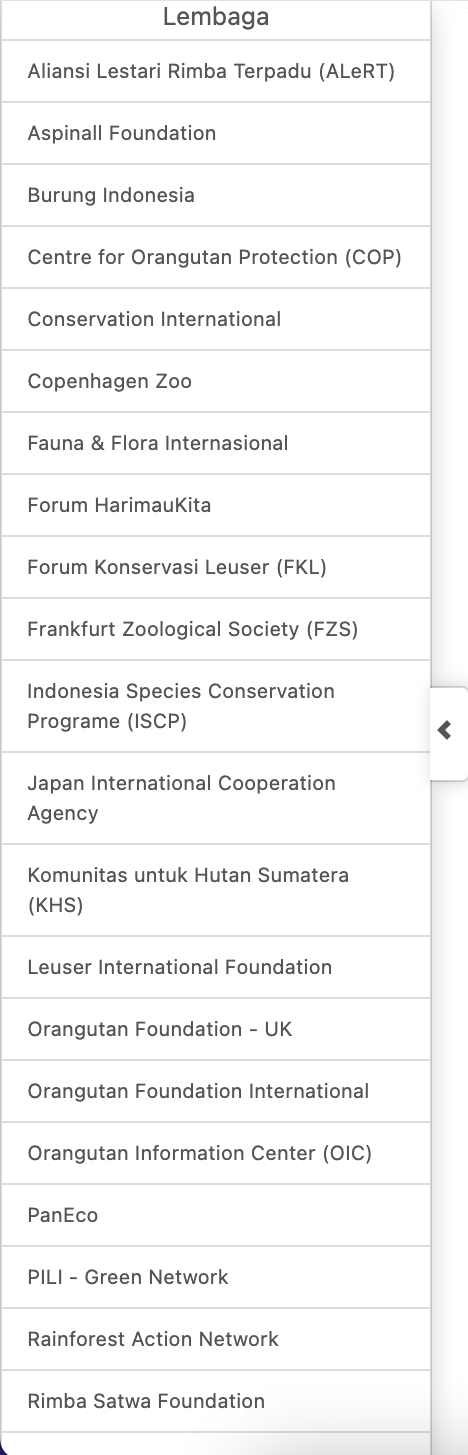 Lembaga
Aliansi Lestari Rimba Terpadu (ALeRT)
Aspinall Foundation
Burung Indonesia
Centre for Orangutan Protection (COP)
Conservation International
Copenhagen Zoo
Fauna & Flora Internasional
Forum HarimauKita
Forum Konservasi Leuser (FKL)
Frankfurt Zoological Society (FZS)
Indonesia Species Conservation
Programe (ISCP)
Japan International Cooperation
Agency
Komunitas untuk Hutan Sumatera
(KHS)
Leuser International Foundation
Orangutan Foundation - UK
Orangutan Foundation International
Orangutan Information Center (OIC)
PanEco
PILI - Green Network
Rainforest Action Network
Rimba Satwa Foundation